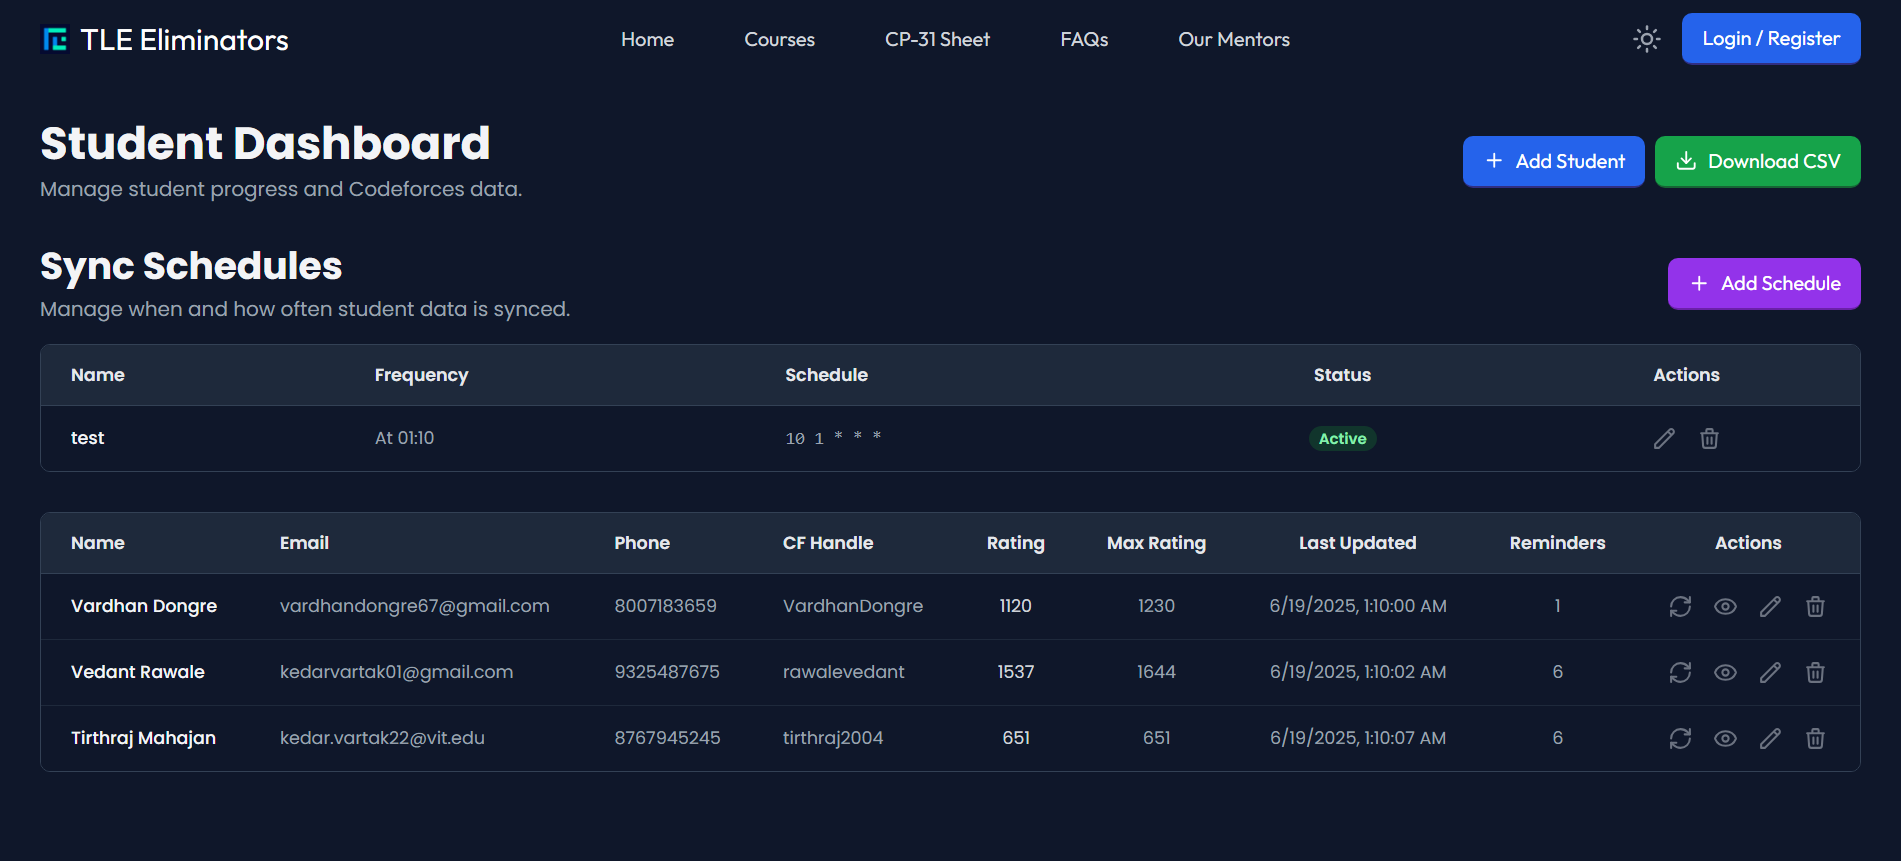 TLE Eliminators Home Courses CP-31 Sheet FAQs Our Mentors Login / Register
Student Dashboard
Manage student progress and Codeforces data.
Add Student Download CSV
Sync Schedules
Manage when and how often student data is synced.
Add Schedule
Name Frequency Schedule Status Actions
test At 01:10 10 1 * * * Active
Name Email Phone CF Handle Rating Max Rating Last Updated Reminders Actions
Vardhan Dongre vardhandongre67@gmail.com 8007183659 VardhanDongre 1120 1230 6/19/2025, 1:10:00 AM 1
Vedant Rawale kedarvartak01@gmail.com 9325487675 rawalevedant 1537 1644 6/19/2025, 1:10:02 AM 6
Tirthraj Mahajan kedar.vartak22@vit.edu 8767945245 tirthraj2004 651 651 6/19/2025, 1:10:07 AM 6